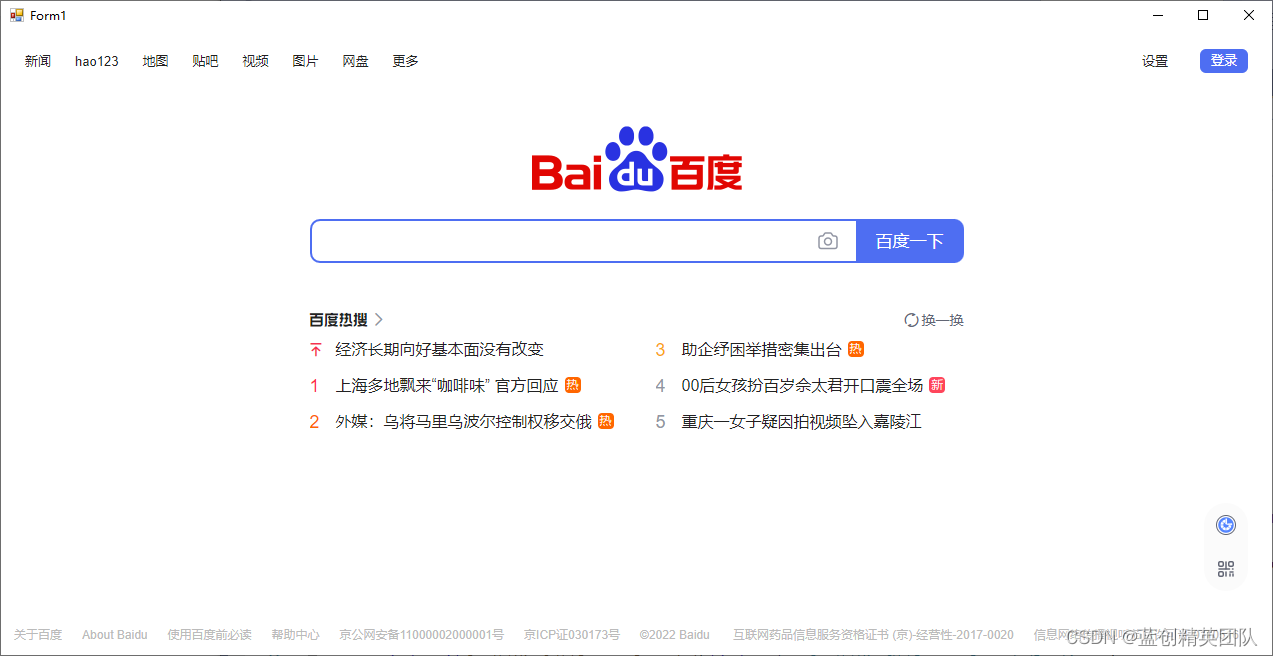 Form1
新闻 hao123 地图 贴吧 视频 图片 网盘 更多 设置 登录
Bai du 百度
百度一下
百度热搜 换一换
经济长期向好基本面没有改变 3 助企纾困举措密集出台 热
1 上海多地飘来“咖啡味” 官方回应 热 4 00后女孩扮百岁佘太君开口震全场 新
2 外媒：乌将马里乌波尔控制权移交俄 热 5 重庆一女子疑因拍视频坠入嘉陵江
关于百度 About Baidu 使用百度前必读 帮助中心 京公网安备11000002000001号 京ICP证030173号 ©2022 Baidu 互联网药品信息服务资格证书 (京)-经营性-2017-0020 信息网络
CSDN @蓝创精英团队